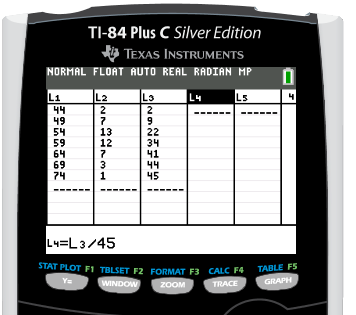 TI-84 Plus C Silver Edition
TEXAS INSTRUMENTS
NORMAL FLOAT AUTO REAL RADIAN MP
L1 L2 L3 L4 L5 4
44 2 2 ------ ------
49 7 9
54 13 22
59 12 34
64 7 41
69 3 44
74 1 45
------ ------ ------
L4=L3/45
STAT PLOT F1 TBLSET F2 FORMAT F3 CALC F4 TABLE F5
Y= WINDOW ZOOM TRACE GRAPH